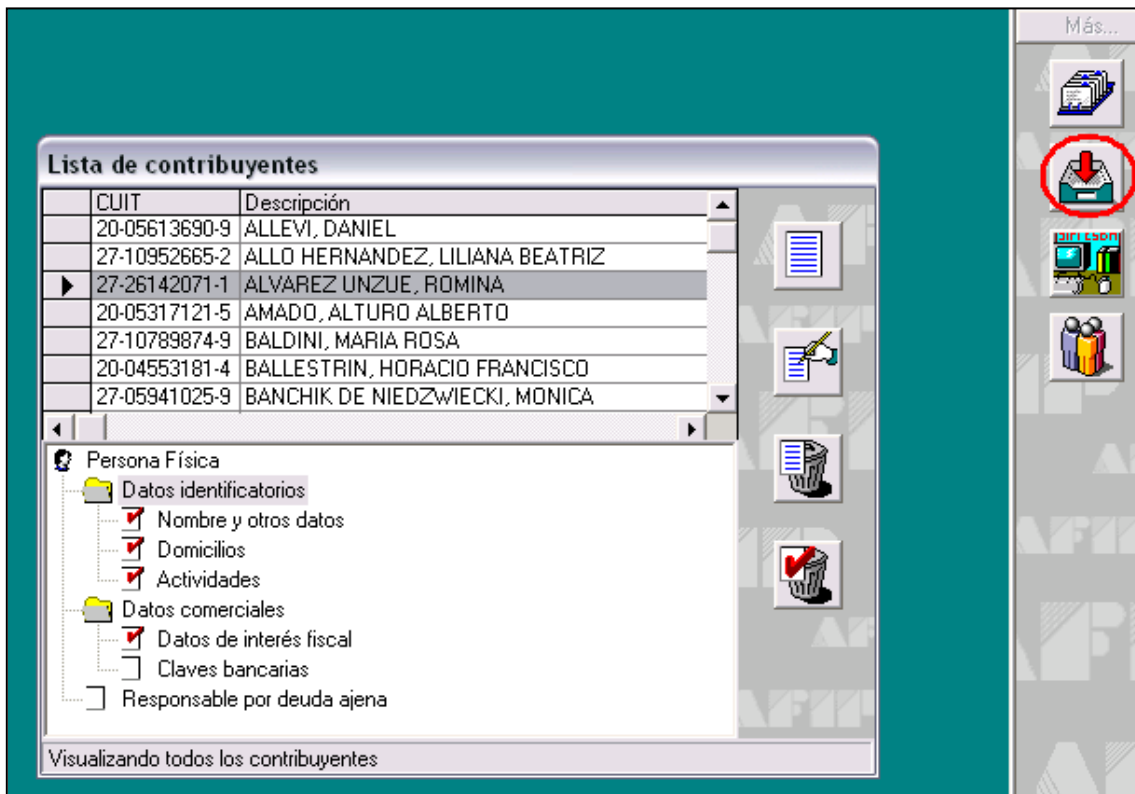 Más...
Lista de contribuyentes
CUIT Descripción
20-05613690-9 ALLEVI, DANIEL
27-10952665-2 ALLO HERNANDEZ, LILIANA BEATRIZ
27-26142071-1 ALVAREZ UNZUE, ROMINA
20-05317121-5 AMADO, ALTURO ALBERTO
27-10789874-9 BALDINI, MARIA ROSA
20-04553181-4 BALLESTRIN, HORACIO FRANCISCO
27-05941025-9 BANCHIK DE NIEDZWIECKI, MONICA
Persona Física
Datos identificatorios
Nombre y otros datos
Domicilios
Actividades
Datos comerciales
Datos de interés fiscal
Claves bancarias
Responsable por deuda ajena
Visualizando todos los contribuyentes
AFIP